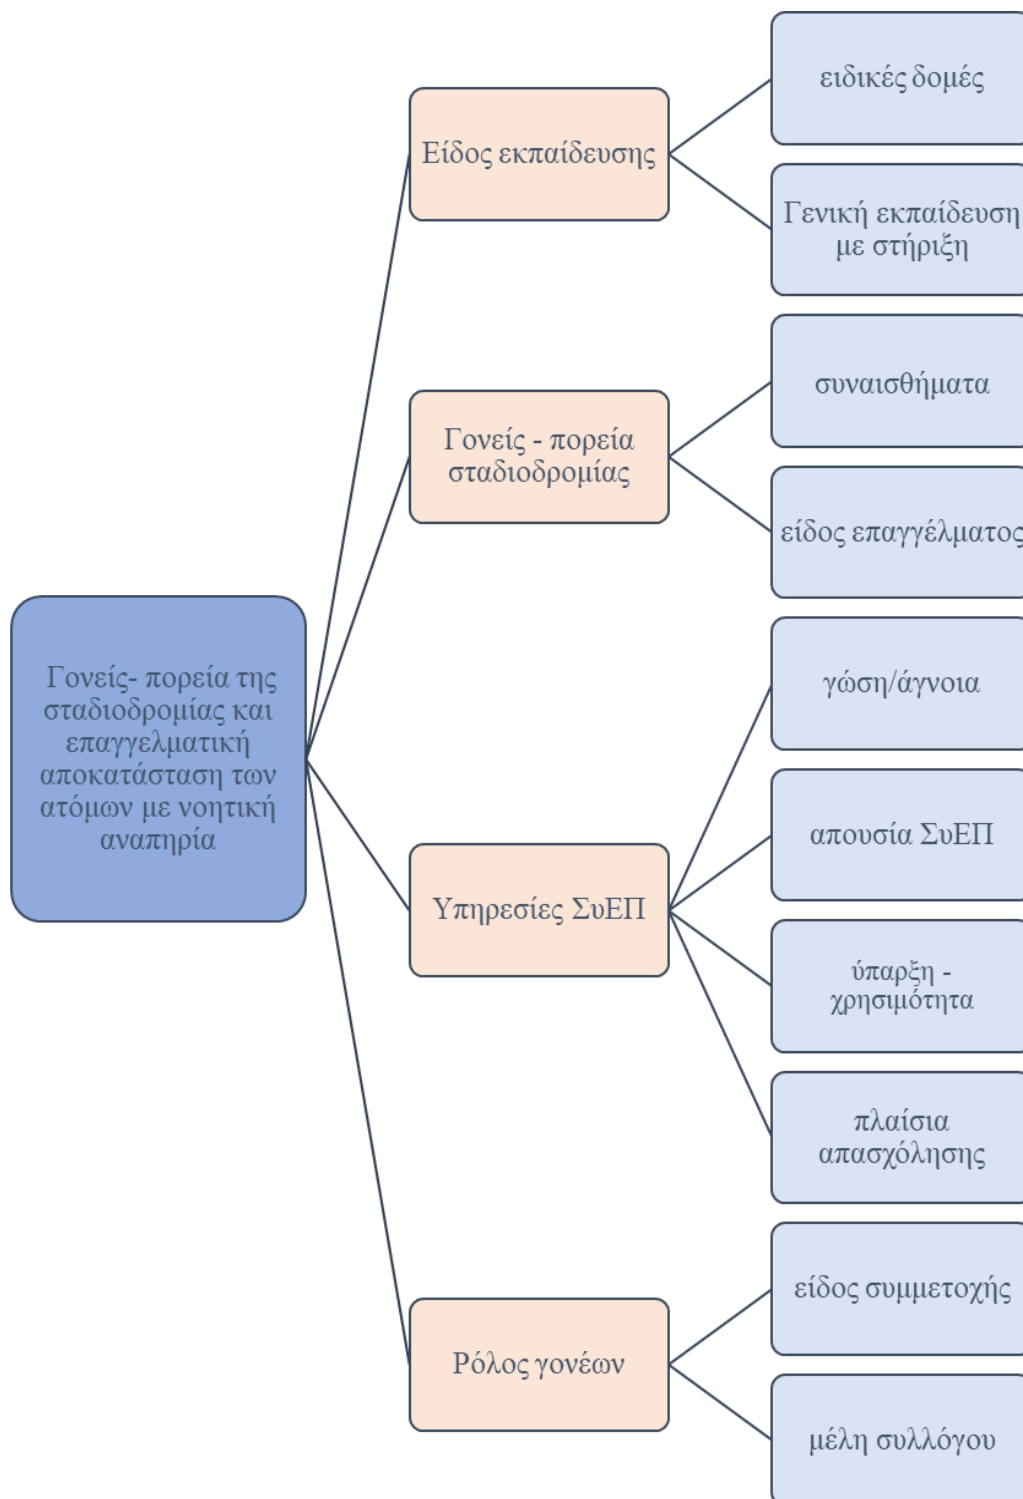 ειδικές δομές
Είδος εκπαίδευσης
Γενική εκπαίδευση
με στήριξη
συναισθήματα
Γονείς - πορεία
σταδιοδρομίας
είδος επαγγέλματος
Γονείς- πορεία της
σταδιοδρομίας και
επαγγελματική
αποκατάσταση των
ατόμων με νοητική
αναπηρία
γώση/άγνοια
απουσία ΣυΕΠ
Υπηρεσίες ΣυΕΠ
ύπαρξη -
χρησιμότητα
πλαίσια
απασχόλησης
είδος συμμετοχής
Ρόλος γονέων
μέλη συλλόγου